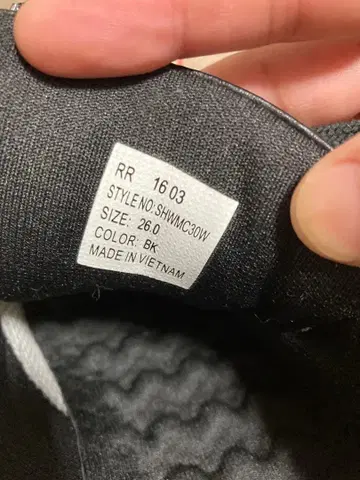 RR 16 03
STYLE NO: SHWMC30W
SIZE: 26.0
COLOR: BK
MADE IN VIETNAM